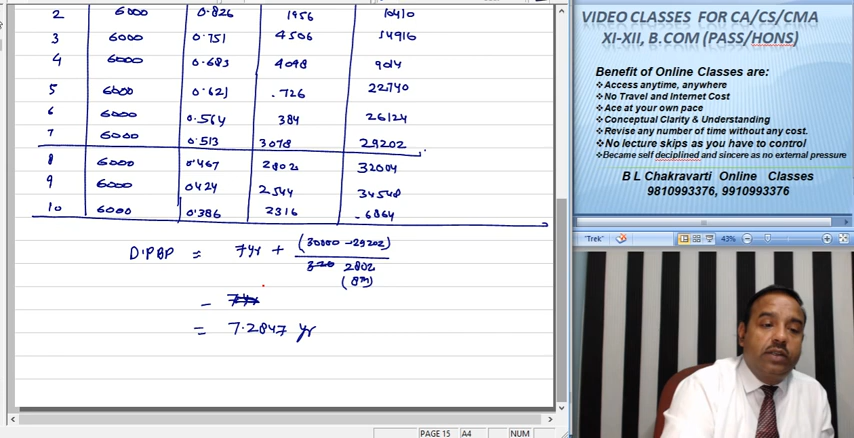 2 6000 0.826 1956 10410
3 6000 0.751 4506 14916
4 6000 0.683 4098 904
5 6000 0.621 .726 22740
6 6000 0.564 384 26124
7 6000 0.513 3078 29202
8 6000 0.467 2802 32004
9 6000 0.424 2544 34548
10 6000 0.386 2316 .6864
D'PBP = 7yr + (30000 - 29202)
2802
(8th)
= 7.2847 yr
PAGE 15 A4 NUM
VIDEO CLASSES FOR CA/CS/CMA
XI-XII, B.COM (PASS/HONS)
Benefit of Online Classes are:
❖Access anytime, anywhere
❖No Travel and Internet Cost
❖Ace at your own pace
❖Conceptual Clarity & Understanding
❖Revise any number of time without any cost.
❖No lecture skips as you have to control
❖Became self deciplined and sincere as no external pressure
B L Chakravarti Online Classes
9810993376, 9910993376
"Trek" 43%